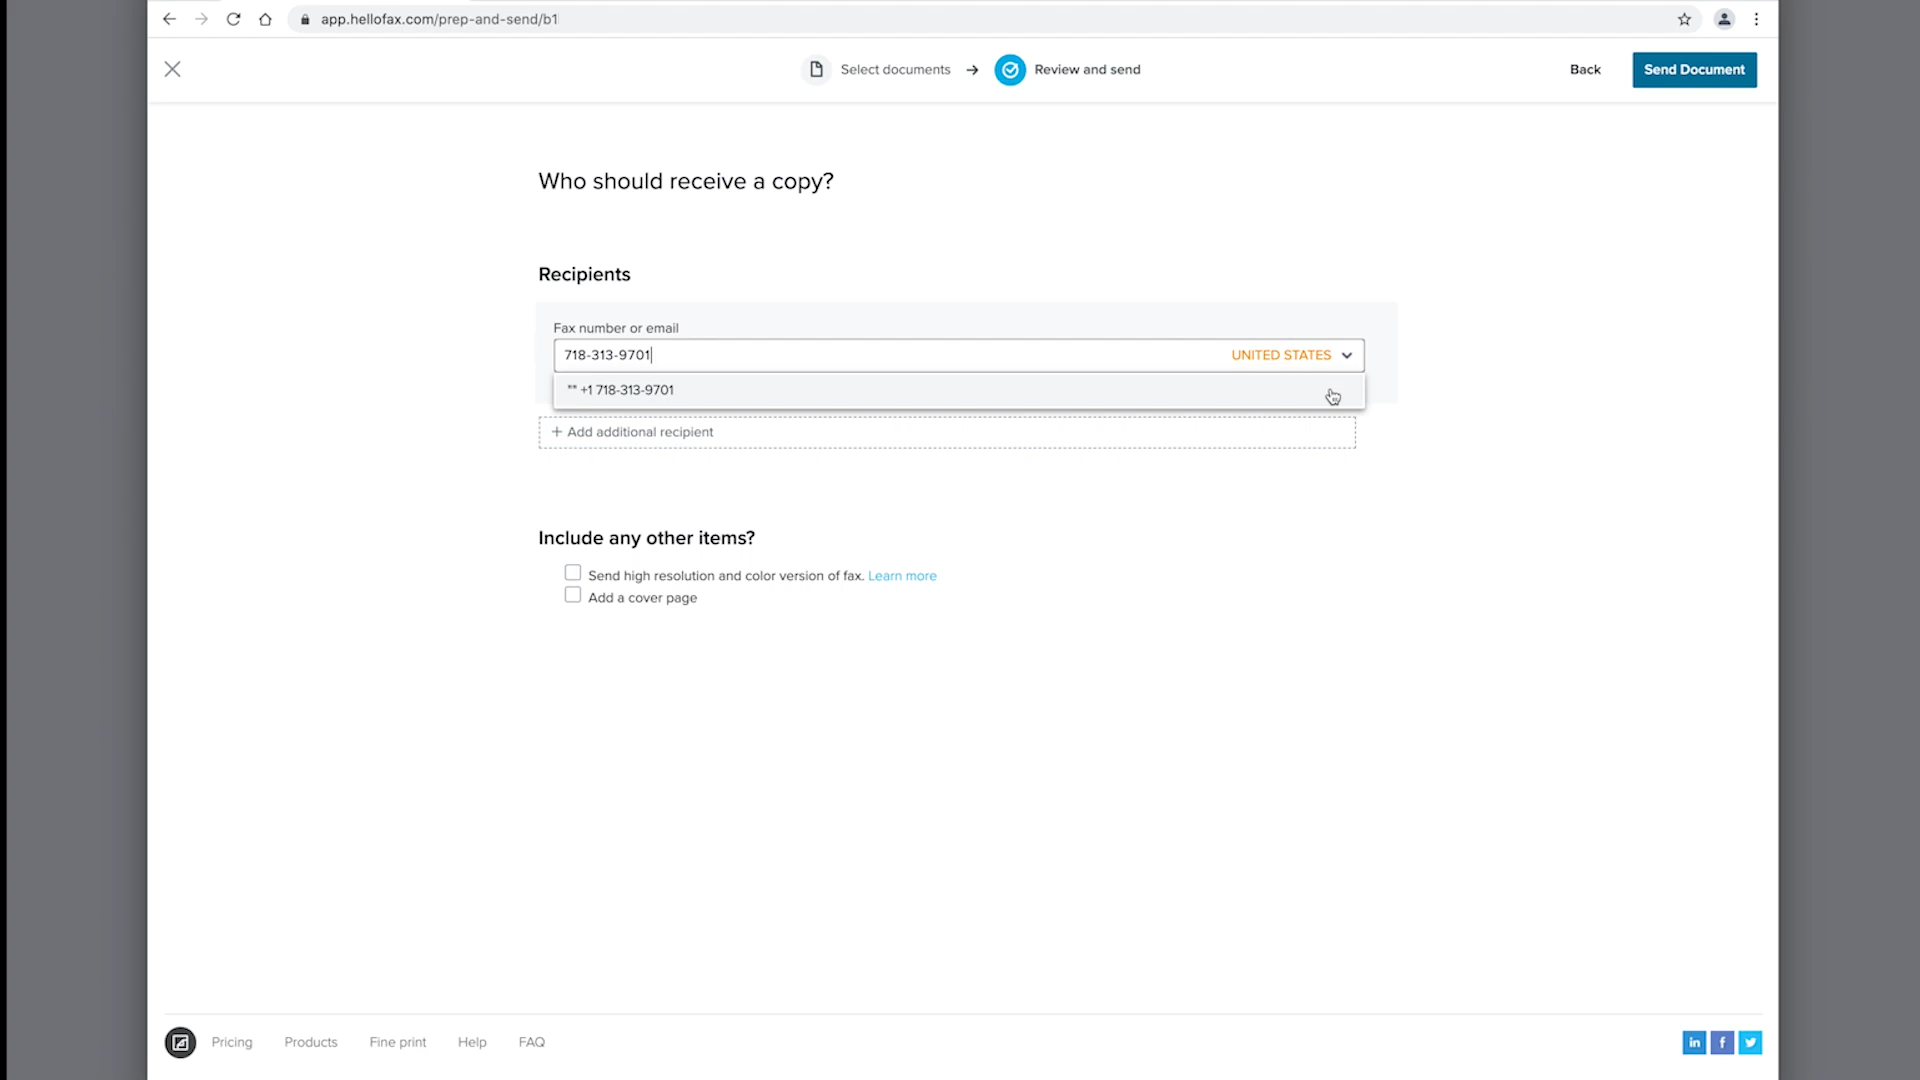 app.hellofax.com/prep-and-send/b1
Select documents
Review and send
Back
Send Document
Who should receive a copy?
Recipients
Fax number or email
718-313-9701
UNITED STATES
"" +1 718-313-9701
+ Add additional recipient
Include any other items?
Send high resolution and color version of fax. Learn more
Add a cover page
Pricing
Products
Fine print
Help
FAQ
in
f